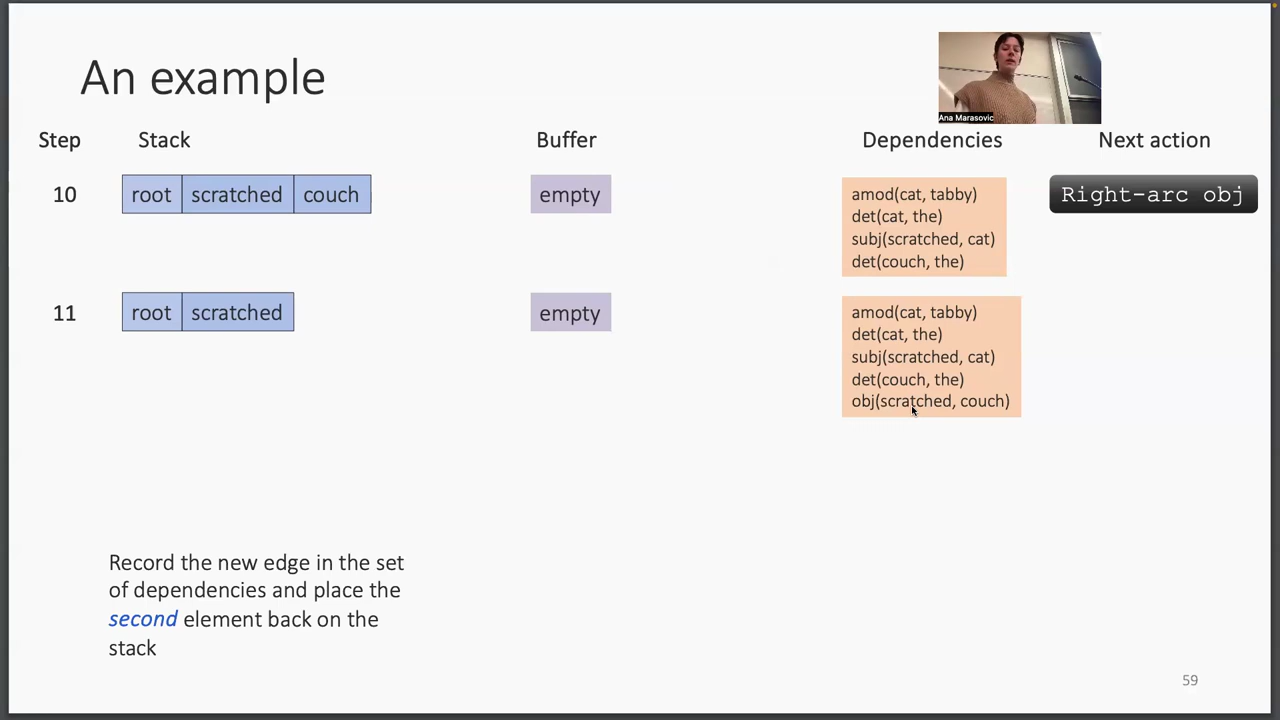 An example
Ana Marasovic
Step Stack Buffer Dependencies Next action
10 root scratched couch empty
amod(cat, tabby)
det(cat, the)
subj(scratched, cat)
det(couch, the)
Right-arc obj
11 root scratched empty
amod(cat, tabby)
det(cat, the)
subj(scratched, cat)
det(couch, the)
obj(scratched, couch)
Record the new edge in the set
of dependencies and place the
second element back on the
stack
59